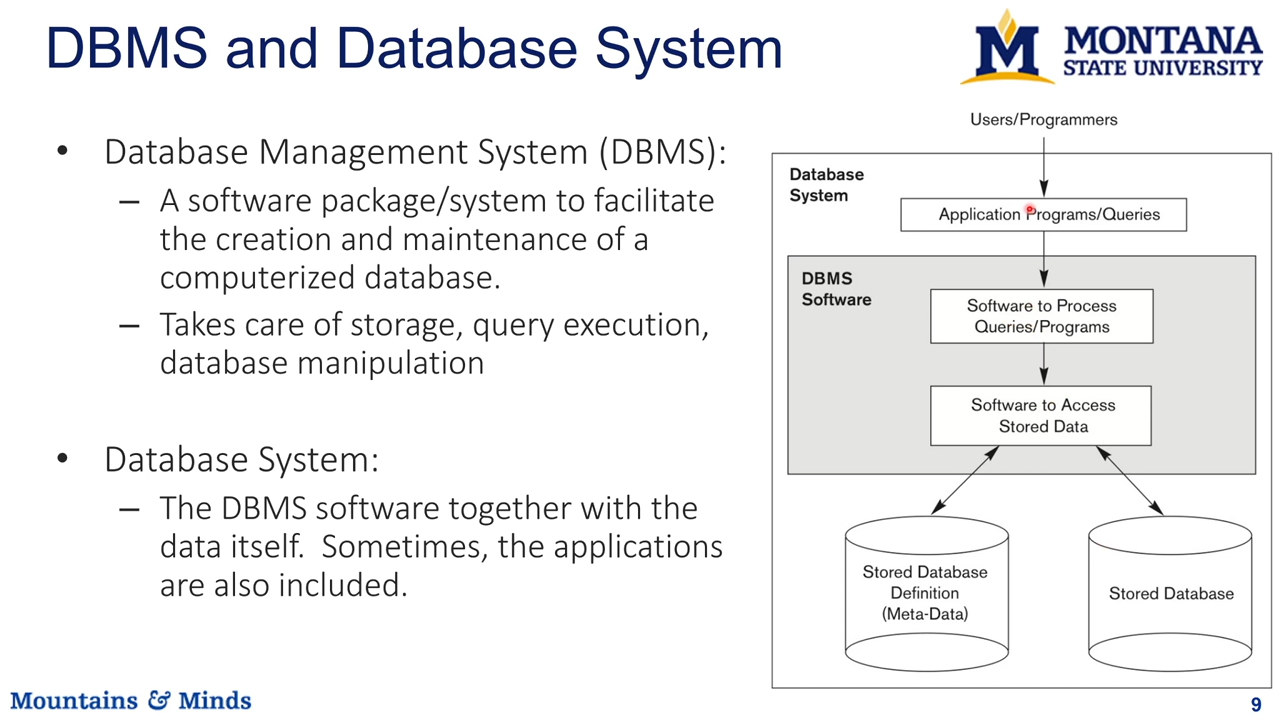 DBMS and Database System
MONTANA
STATE UNIVERSITY
• Database Management System (DBMS):
– A software package/system to facilitate
the creation and maintenance of a
computerized database.
– Takes care of storage, query execution,
database manipulation
• Database System:
– The DBMS software together with the
data itself.  Sometimes, the applications
are also included.
Users/Programmers
Database
System
Application Programs/Queries
DBMS
Software
Software to Process
Queries/Programs
Software to Access
Stored Data
Stored Database
Definition
(Meta-Data)
Stored Database
Mountains & Minds
9